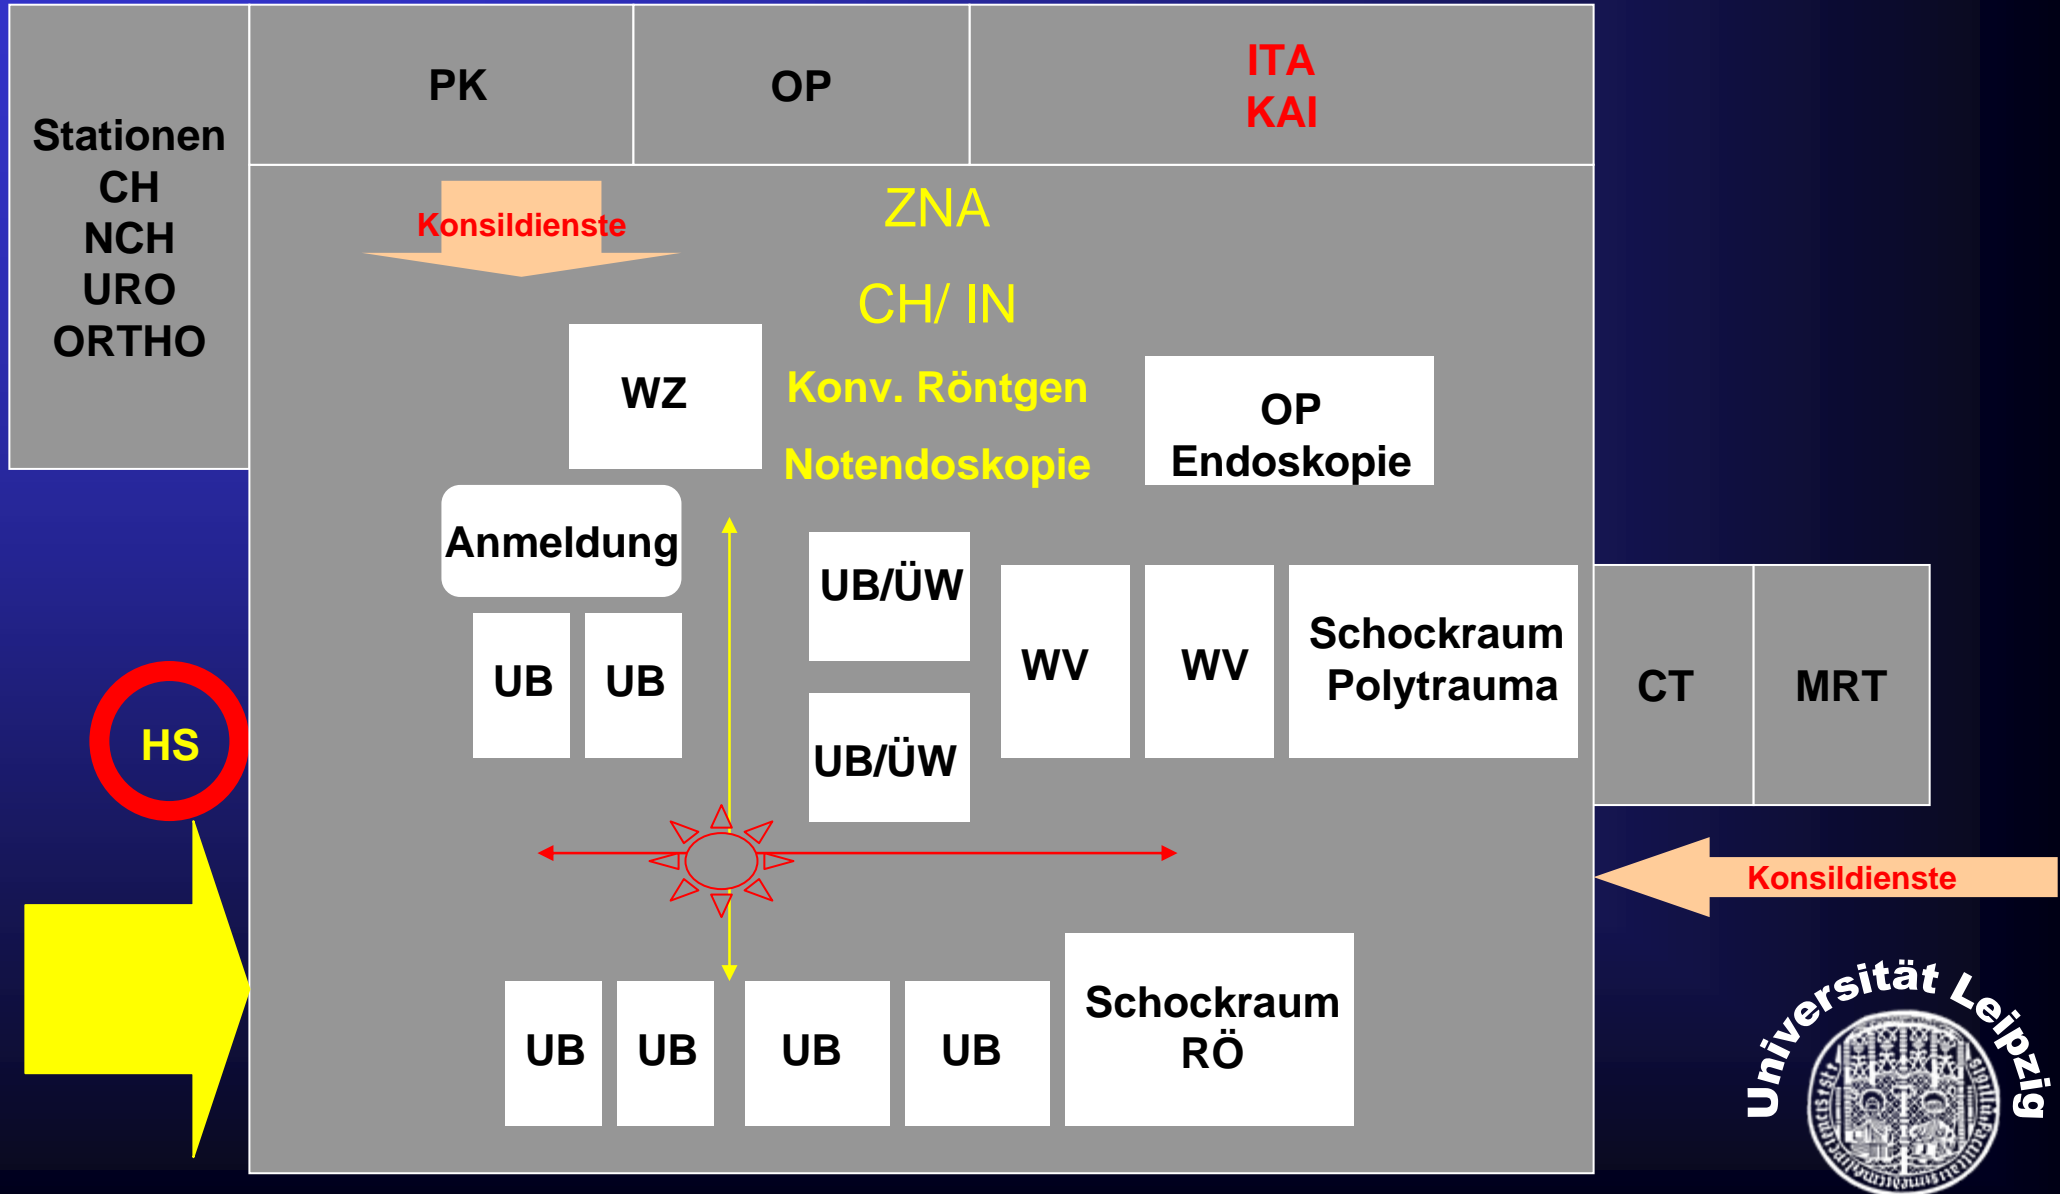 PK
OP
ITA
KAI
Stationen
CH
NCH
URO
ORTHO
Konsildienste
ZNA
CH/ IN
Konv. Röntgen
Notendoskopie
WZ
OP
Endoskopie
Anmeldung
UB/ÜW
UB
UB
WV
WV
Schockraum
Polytrauma
CT
MRT
HS
UB/ÜW
Konsildienste
UB
UB
UB
UB
Schockraum
RÖ
Universität Leipzig